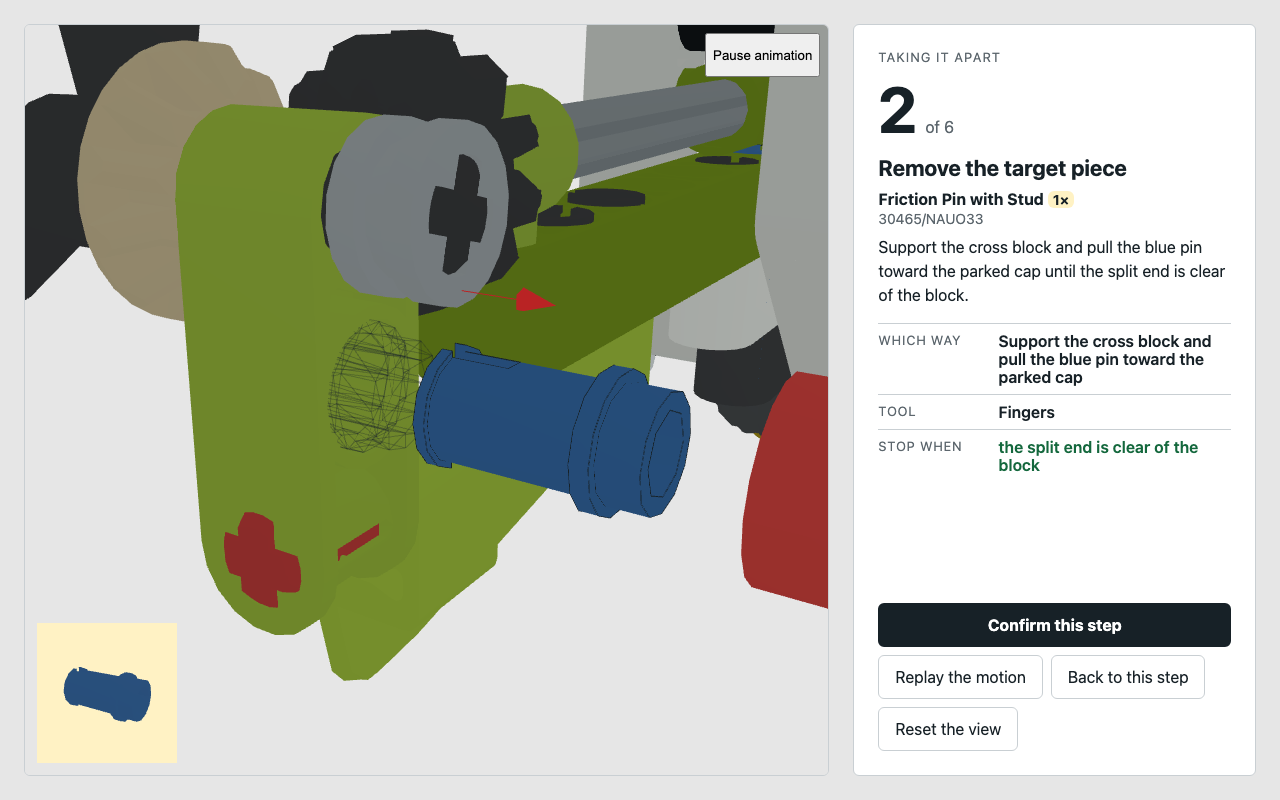 Pause animation
TAKING IT APART
2 of 6
Remove the target piece
Friction Pin with Stud 1×
30465/NAUO33
Support the cross block and pull the blue pin
toward the parked cap until the split end is clear
of the block.
WHICH WAY
Support the cross block and
pull the blue pin toward the
parked cap
TOOL
Fingers
STOP WHEN
the split end is clear of the
block
Confirm this step
Replay the motion
Back to this step
Reset the view